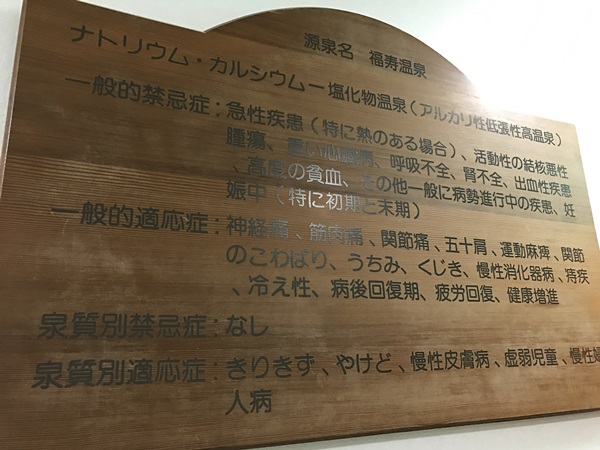 源泉名 福寿温泉
ナトリウム・カルシウム－塩化物温泉（アルカリ性低張性高温泉）
一般的禁忌症：急性疾患（特に熱のある場合）、活動性の結核悪性
腫瘍、重い心臓病、呼吸不全、腎不全、出血性疾患
、高度の貧血、その他一般に病勢進行中の疾患、妊
娠中（特に初期と末期）
一般的適応症：神経痛、筋肉痛、関節痛、五十肩、運動麻痺、関節
のこわばり、うちみ、くじき、慢性消化器病、痔疾
、冷え性、病後回復期、疲労回復、健康増進
泉質別禁忌症：なし
泉質別適応症：きりきず、やけど、慢性皮膚病、虚弱児童、慢性婦
人病